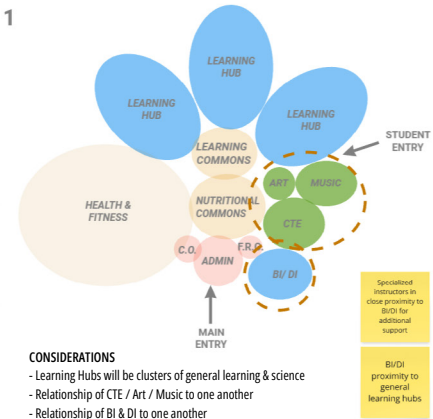 1
LEARNING
HUB
LEARNING
HUB
LEARNING
HUB
STUDENT
ENTRY
LEARNING
COMMONS
ART
MUSIC
HEALTH &
FITNESS
NUTRITIONAL
COMMONS
CTE
C.O.
ADMIN
F.R.C.
BI/ DI
MAIN
ENTRY
Specialized
instructors in
close proximity to
BI/DI for
additional
support
BI/DI
proximity to
general
learning hubs
CONSIDERATIONS
- Learning Hubs will be clusters of general learning & science
- Relationship of CTE / Art / Music to one another
- Relationship of BI & DI to one another